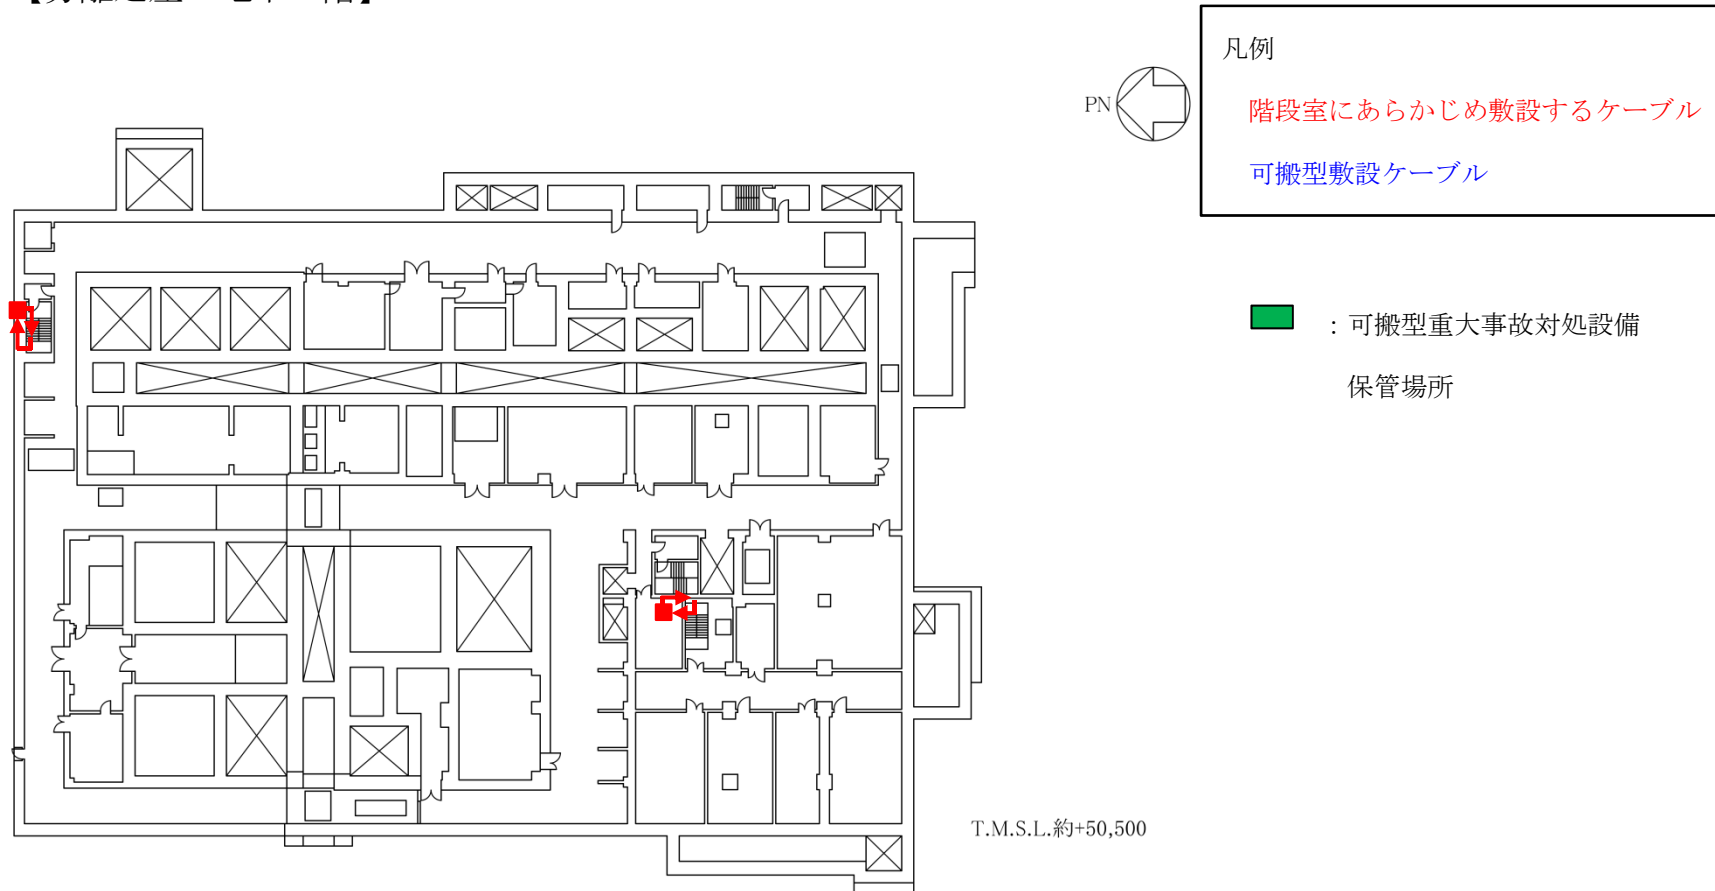 凡例
PN
階段室にあらかじめ敷設するケーブル
可搬型敷設ケーブル
：可搬型重大事故対処設備
保管場所
T.M.S.L.約+50,500